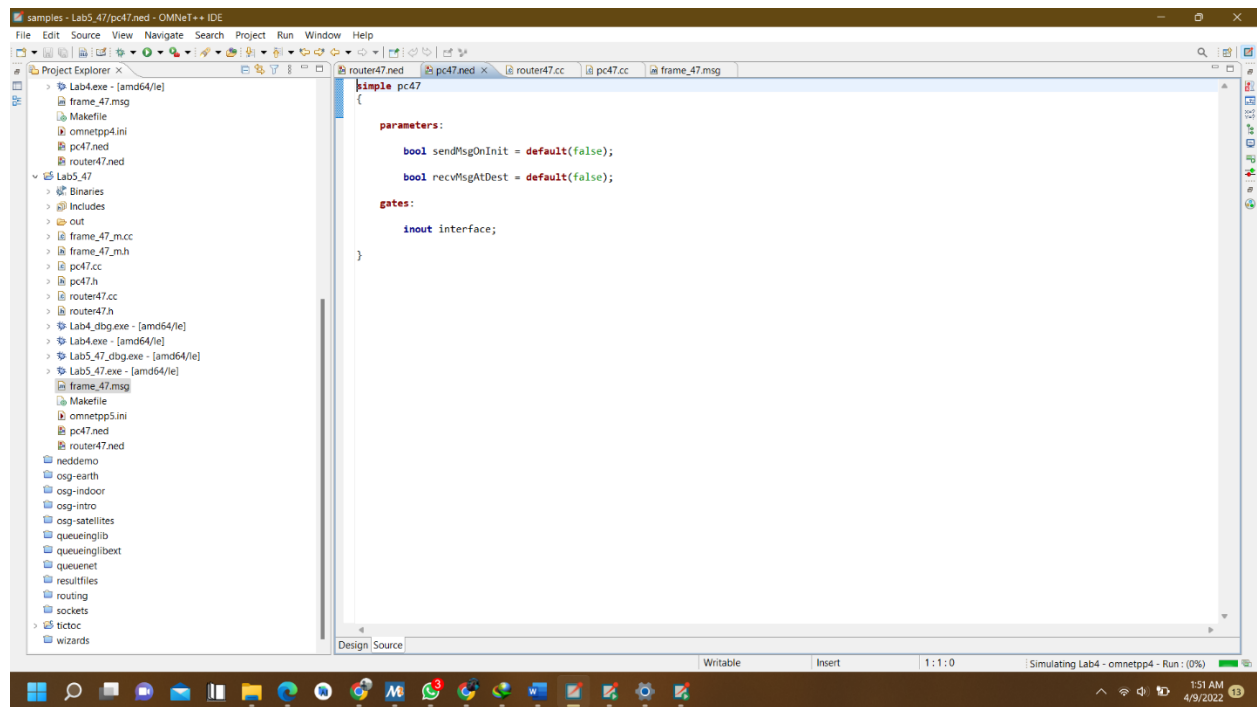 samples - Lab5_47/pc47.ned - OMNeT++ IDE
File Edit Source View Navigate Search Project Run Window Help
Project Explorer
router47.ned pc47.ned router47.cc pc47.cc frame_47.msg
Lab4.exe - [amd64/le]
frame_47.msg
Makefile
omnetpp4.ini
pc47.ned
router47.ned
Lab5_47
Binaries
Includes
out
frame_47_m.cc
frame_47_m.h
pc47.cc
pc47.h
router47.cc
router47.h
Lab4_dbg.exe - [amd64/le]
Lab4.exe - [amd64/le]
Lab5_47_dbg.exe - [amd64/le]
Lab5_47.exe - [amd64/le]
frame_47.msg
Makefile
omnetpp5.ini
pc47.ned
router47.ned
neddemo
osg-earth
osg-indoor
osg-intro
osg-satellites
queueinglib
queueinglibext
queuenet
resultfiles
routing
sockets
tictoc
wizards
simple pc47
{
parameters:
bool sendMsgOnInit = default(false);
bool recvMsgAtDest = default(false);
gates:
inout interface;
}
Design Source
Writable Insert 1:1:0 Simulating Lab4 - omnetpp4 - Run : (0%)
3
1:51 AM
4/9/2022
13